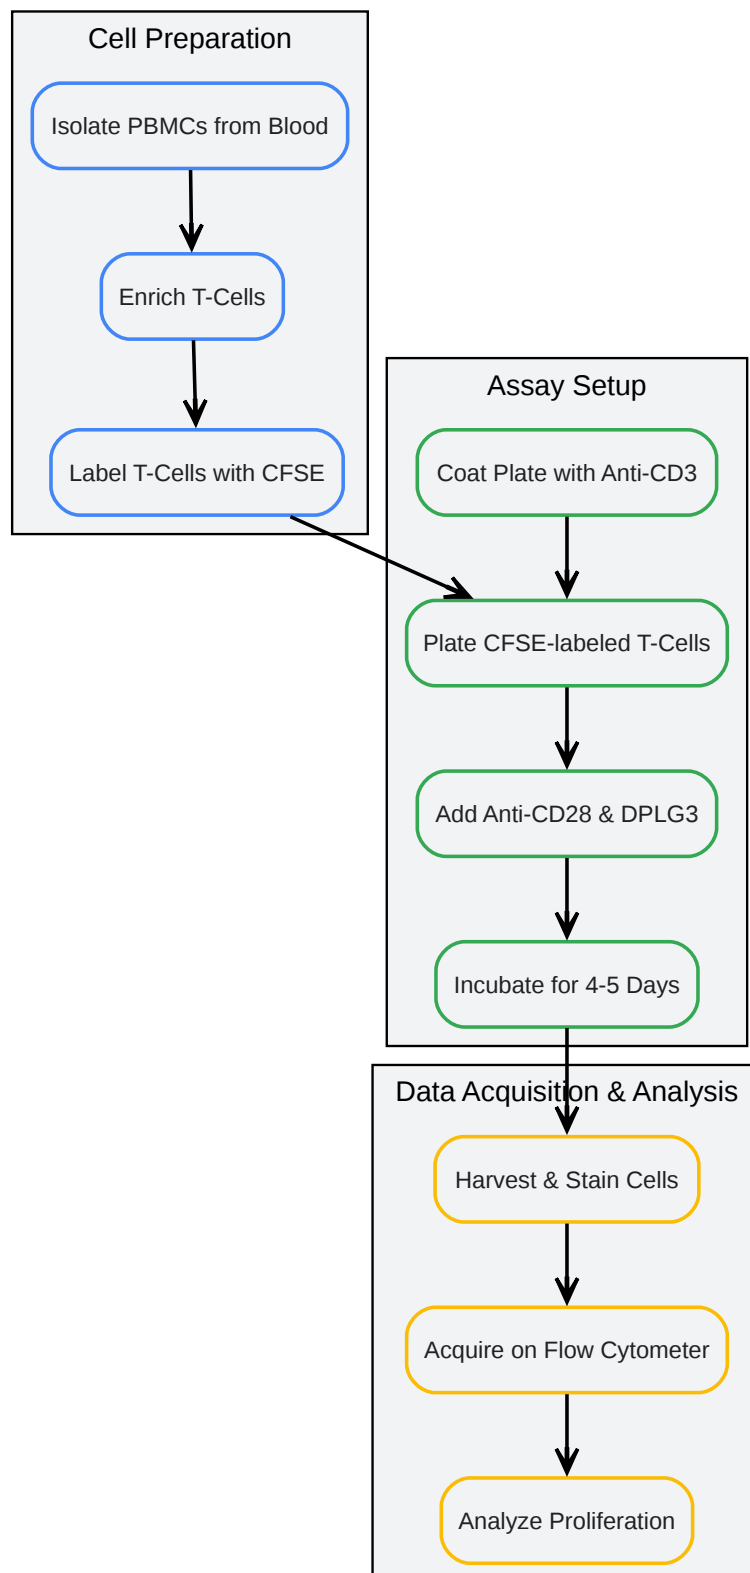 Cell Preparation
Isolate PBMCs from Blood
Enrich T-Cells
Label T-Cells with CFSE
Assay Setup
Coat Plate with Anti-CD3
Plate CFSE-labeled T-Cells
Add Anti-CD28 & DPLG3
Incubate for 4-5 Days
Data Acquisition & Analysis
Harvest & Stain Cells
Acquire on Flow Cytometer
Analyze Proliferation